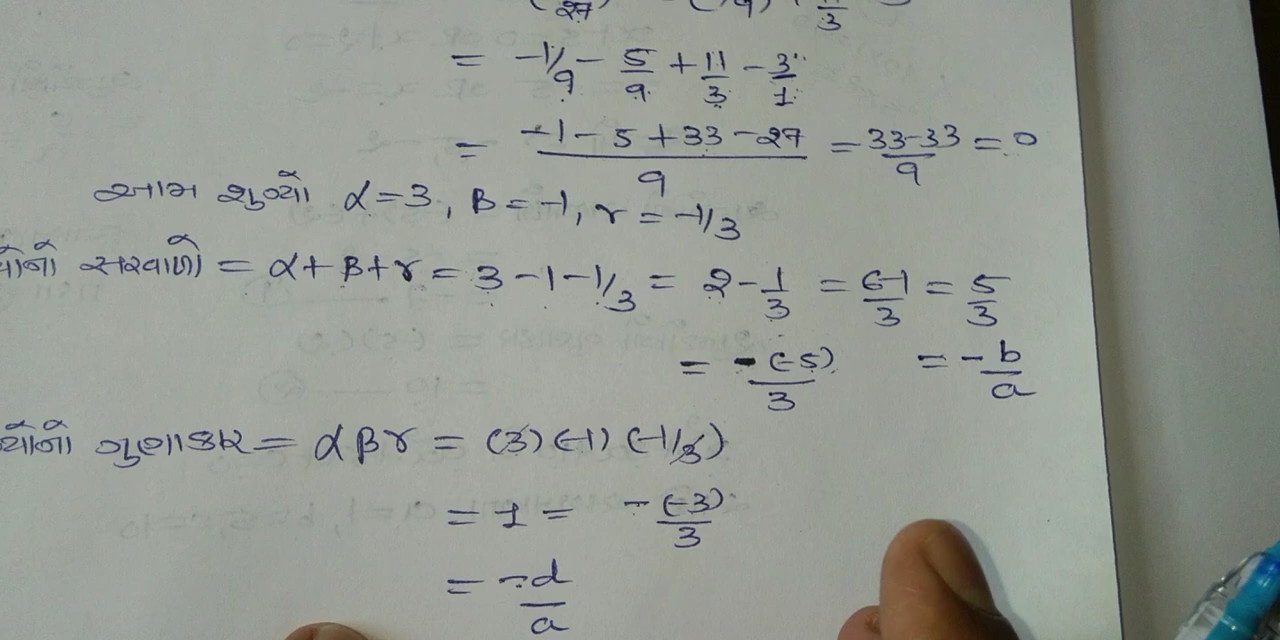 = -1/9 - 5/9 + 11/3 - 3/1
= (-1 - 5 + 33 - 27)/9 = (33-33)/9 = 0
આમ શૂન્યો α = 3, β = -1, γ = -1/3
સરવાળો = α + β + γ = 3 - 1 - 1/3 = 2 - 1/3 = (6-1)/3 = 5/3
= -(-5)/3 = -b/a
ગુણાકાર = αβγ = (3) (-1) (-1/3)
= 1 = -(-3)/3
= -d/a